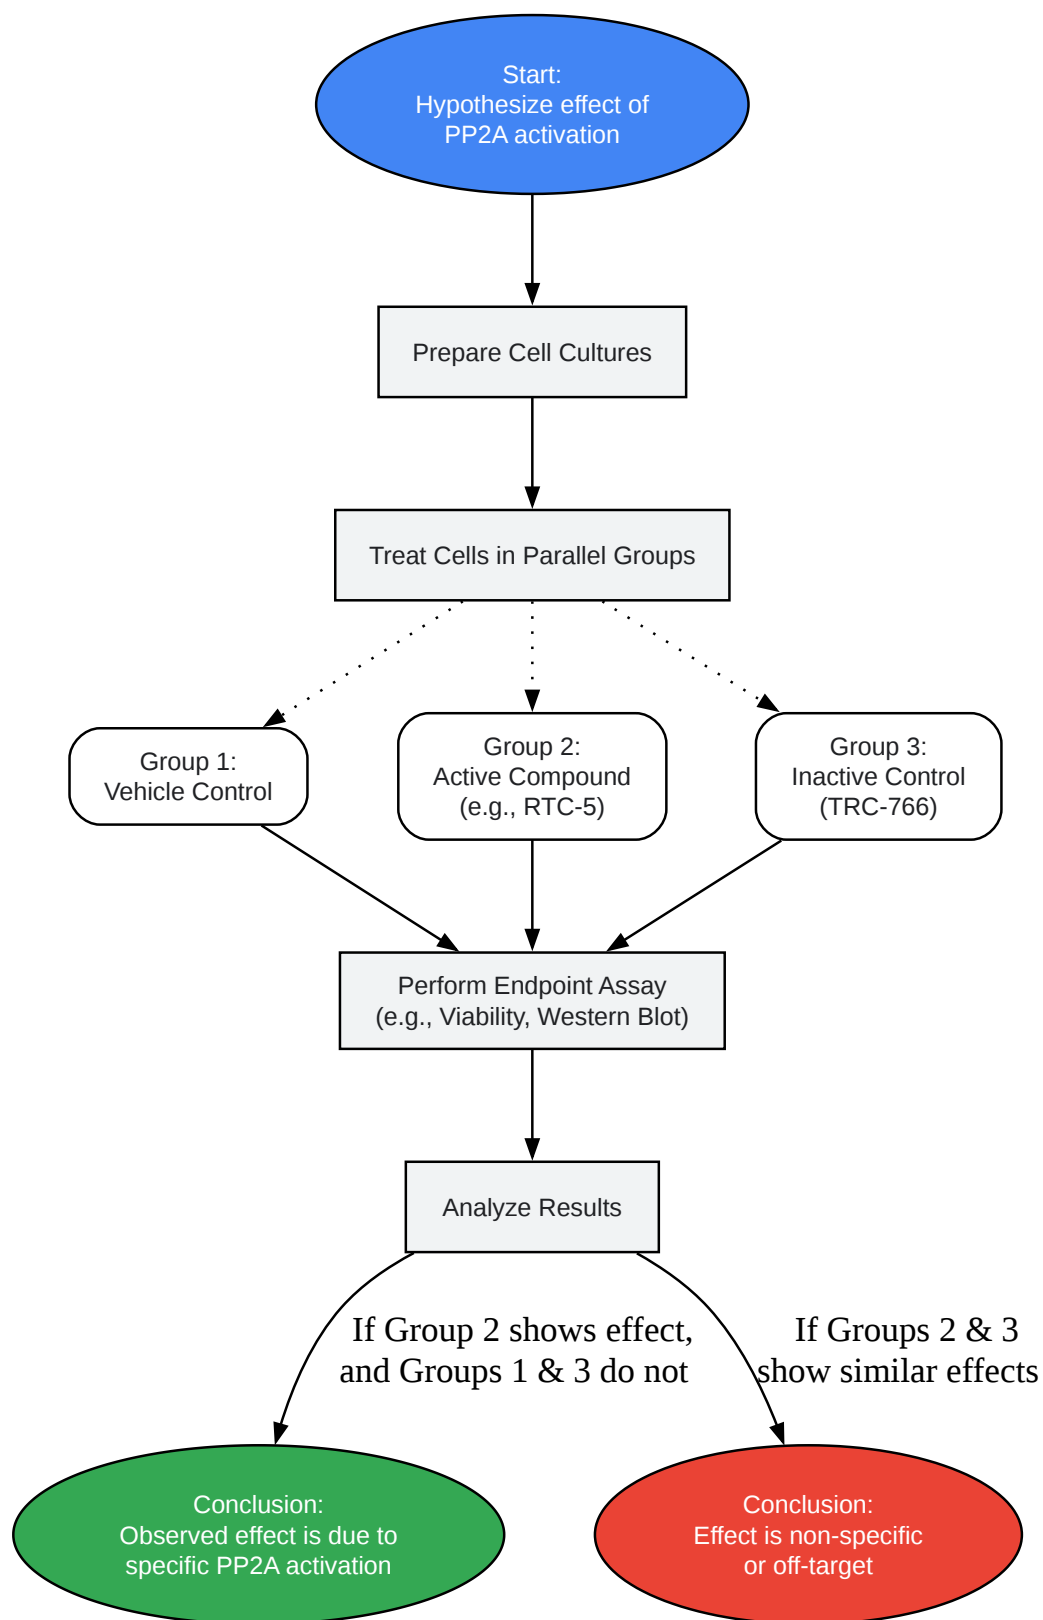 Start:
Hypothesize effect of
PP2A activation
Prepare Cell Cultures
Treat Cells in Parallel Groups
Group 1:
Vehicle Control
Group 2:
Active Compound
(e.g., RTC-5)
Group 3:
Inactive Control
(TRC-766)
Perform Endpoint Assay
(e.g., Viability, Western Blot)
Analyze Results
If Group 2 shows effect,
and Groups 1 & 3 do not
If Groups 2 & 3
show similar effects
Conclusion:
Observed effect is due to
specific PP2A activation
Conclusion:
Effect is non-specific
or off-target